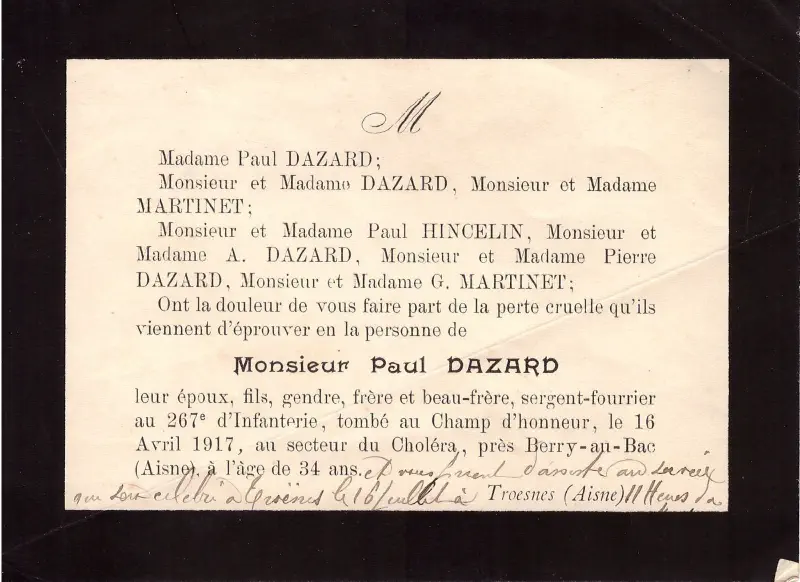 M
Madame Paul DAZARD;
Monsieur et Madame DAZARD, Monsieur et Madame
MARTINET;
Monsieur et Madame Paul HINCELIN, Monsieur et
Madame A. DAZARD, Monsieur et Madame Pierre
DAZARD, Monsieur et Madame G. MARTINET;
Ont la douleur de vous faire part de la perte cruelle qu'ils
viennent d'éprouver en la personne de
Monsieur Paul DAZARD
leur époux, fils, gendre, frère et beau-frère, sergent-fourrier
au 267e d'Infanterie, tombé au Champ d'honneur, le 16
Avril 1917, au secteur du Choléra, près Berry-au-Bac
(Aisne), à l'âge de 34 ans. et vous prient d'assister au service
qui sera célébré à Troësnes le 16 Juillet à Troesnes (Aisne) 11 Heures